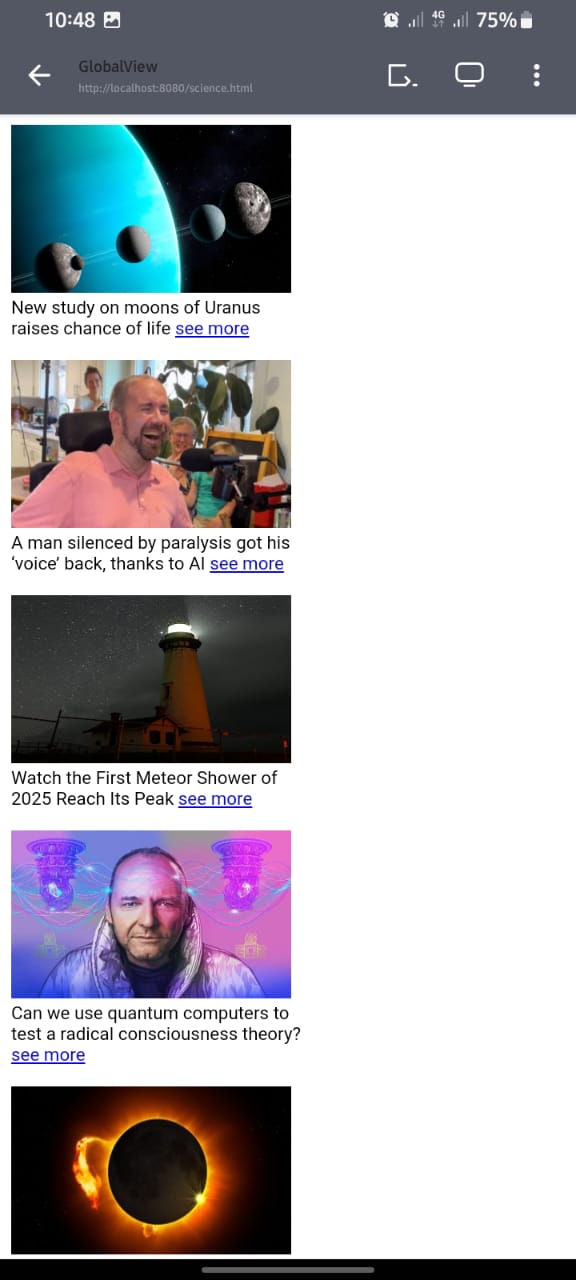 10:48 4G 75%
GlobalView
http://localhost:8080/science.html
New study on moons of Uranus
raises chance of life see more
A man silenced by paralysis got his
‘voice’ back, thanks to AI see more
Watch the First Meteor Shower of
2025 Reach Its Peak see more
Can we use quantum computers to
test a radical consciousness theory?
see more